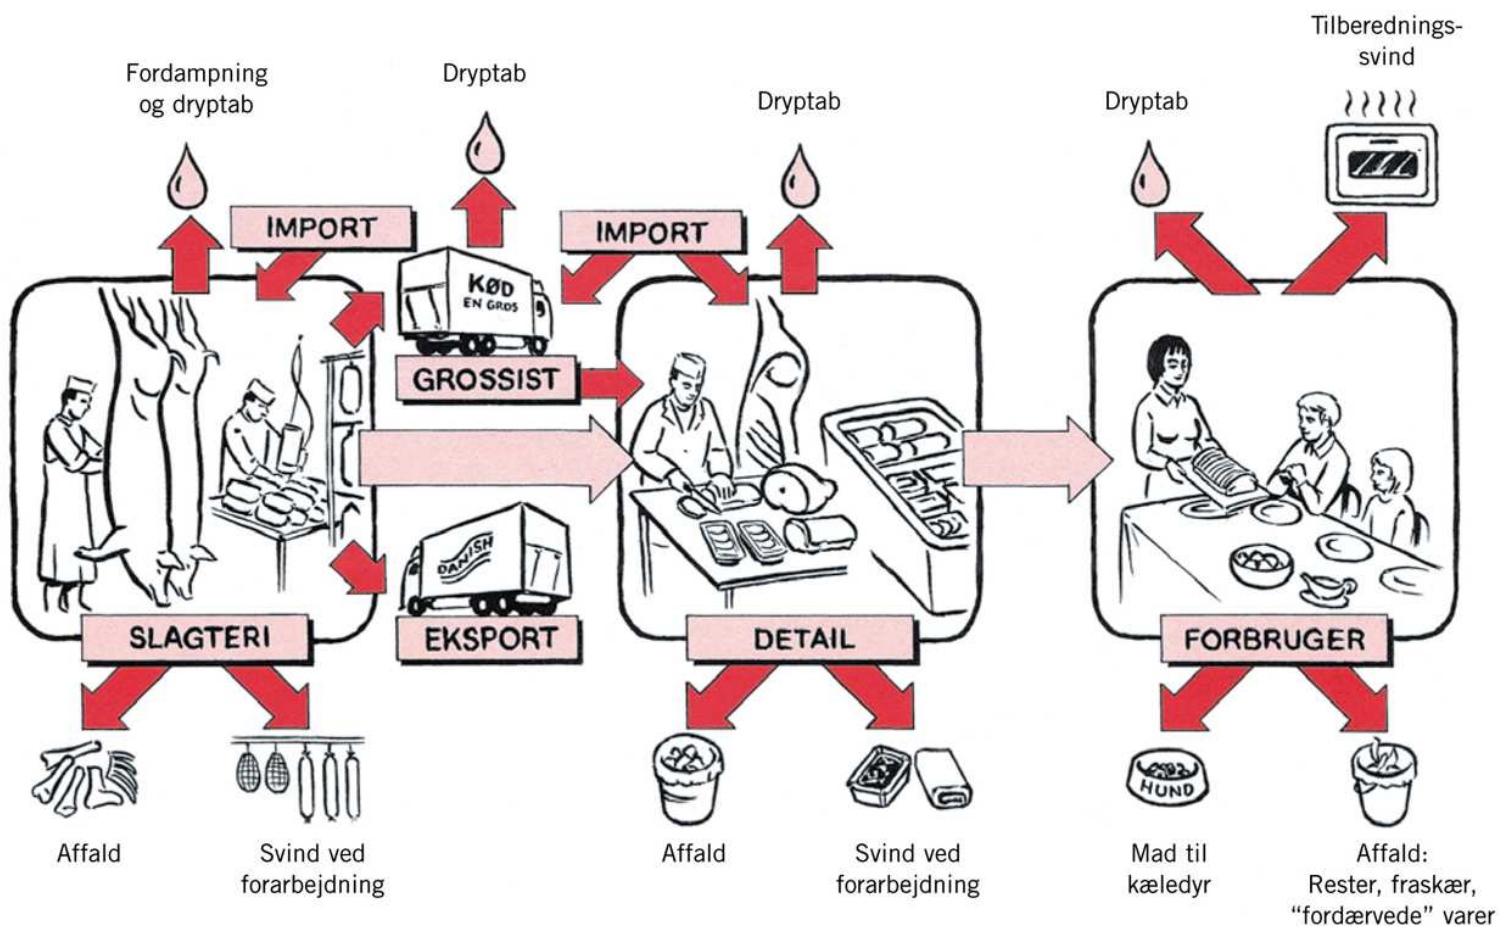 Tilberednings-
svind
Fordampning
og dryptab
Dryptab
Dryptab
Dryptab
IMPORT
IMPORT
KØD
EN GROS
GROSSIST
DANISH
SLAGTERI
EKSPORT
DETAIL
FORBRUGER
HUND
Affald
Svind ved
forarbejdning
Affald
Svind ved
forarbejdning
Mad til
kæledyr
Affald:
Rester, fraskær,
“fordærvede” varer